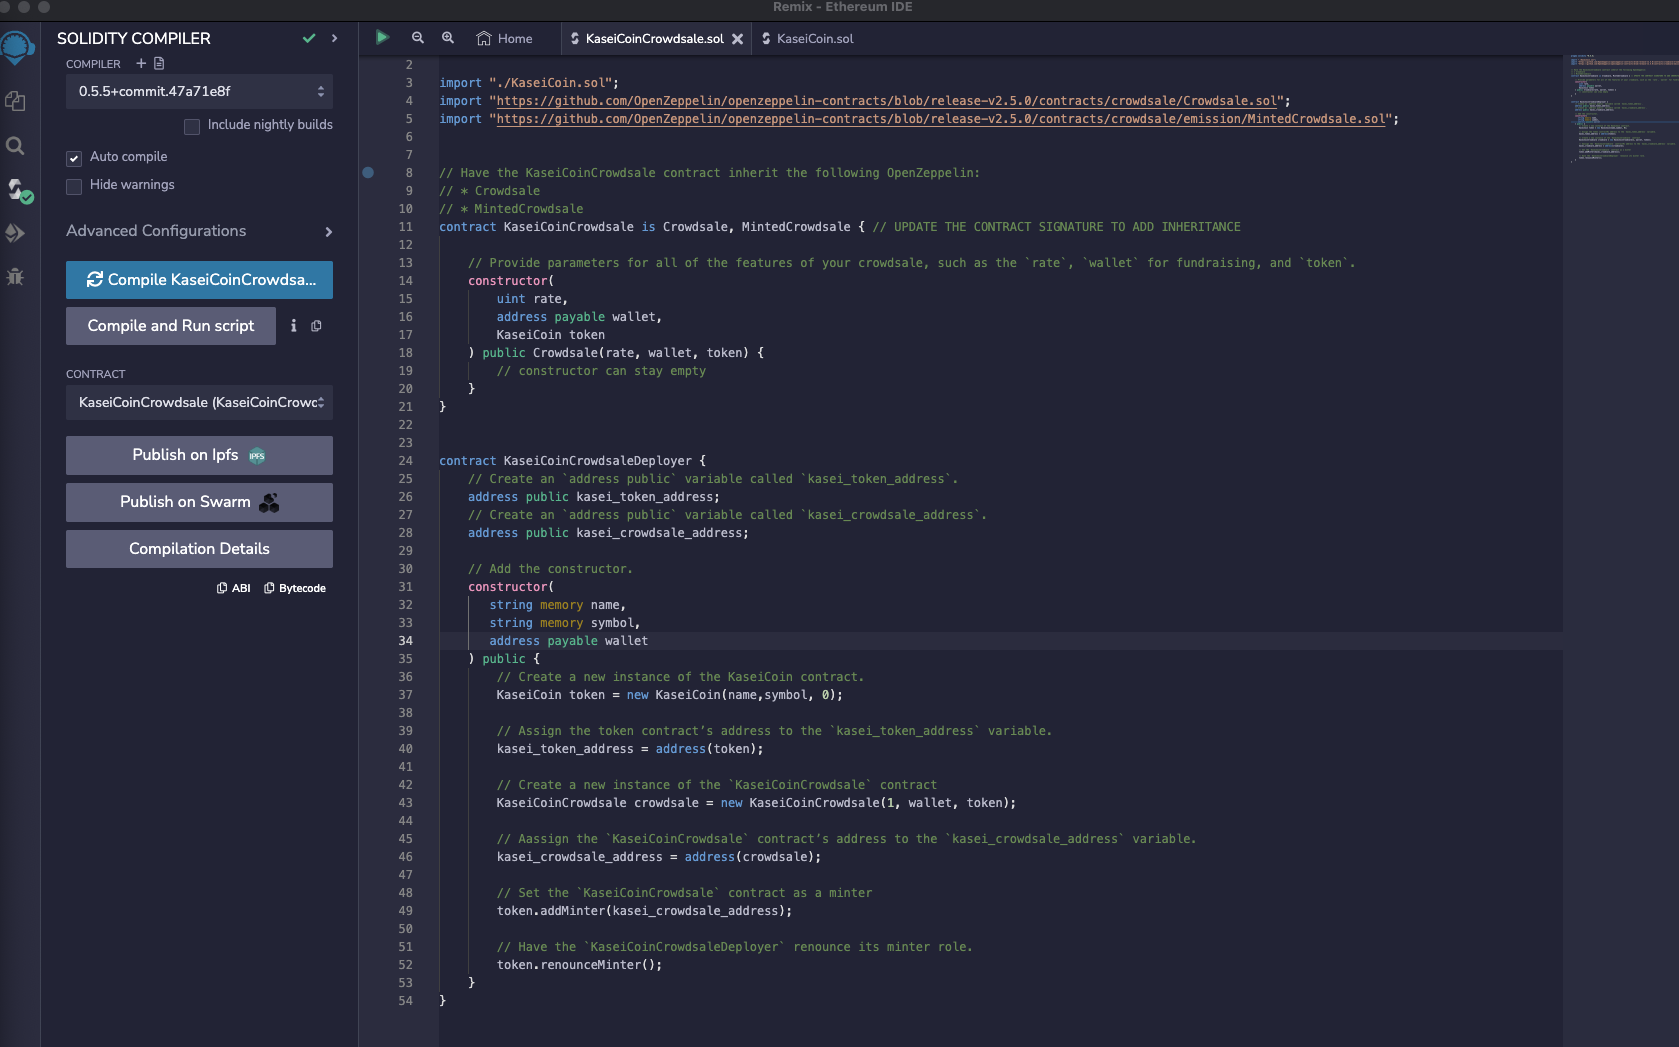 Remix - Ethereum IDE
SOLIDITY COMPILER
COMPILER
0.5.5+commit.47a71e8f
Include nightly builds
Auto compile
Hide warnings
Advanced Configurations
Compile KaseiCoinCrowdsa...
Compile and Run script
CONTRACT
KaseiCoinCrowdsale (KaseiCoinCrowc
Publish on Ipfs IPFS
Publish on Swarm
Compilation Details
ABI Bytecode
Home KaseiCoinCrowdsale.sol KaseiCoin.sol
2
3 import "./KaseiCoin.sol";
4 import "https://github.com/OpenZeppelin/openzeppelin-contracts/blob/release-v2.5.0/contracts/crowdsale/Crowdsale.sol";
5 import "https://github.com/OpenZeppelin/openzeppelin-contracts/blob/release-v2.5.0/contracts/crowdsale/emission/MintedCrowdsale.sol";
6
7
8 // Have the KaseiCoinCrowdsale contract inherit the following OpenZeppelin:
9 // * Crowdsale
10 // * MintedCrowdsale
11 contract KaseiCoinCrowdsale is Crowdsale, MintedCrowdsale { // UPDATE THE CONTRACT SIGNATURE TO ADD INHERITANCE
12
13 // Provide parameters for all of the features of your crowdsale, such as the `rate`, `wallet` for fundraising, and `token`.
14 constructor(
15 uint rate,
16 address payable wallet,
17 KaseiCoin token
18 ) public Crowdsale(rate, wallet, token) {
19 // constructor can stay empty
20 }
21 }
22
23
24 contract KaseiCoinCrowdsaleDeployer {
25 // Create an `address public` variable called `kasei_token_address`.
26 address public kasei_token_address;
27 // Create an `address public` variable called `kasei_crowdsale_address`.
28 address public kasei_crowdsale_address;
29
30 // Add the constructor.
31 constructor(
32 string memory name,
33 string memory symbol,
34 address payable wallet
35 ) public {
36 // Create a new instance of the KaseiCoin contract.
37 KaseiCoin token = new KaseiCoin(name,symbol, 0);
38
39 // Assign the token contract’s address to the `kasei_token_address` variable.
40 kasei_token_address = address(token);
41
42 // Create a new instance of the `KaseiCoinCrowdsale` contract
43 KaseiCoinCrowdsale crowdsale = new KaseiCoinCrowdsale(1, wallet, token);
44
45 // Aassign the `KaseiCoinCrowdsale` contract’s address to the `kasei_crowdsale_address` variable.
46 kasei_crowdsale_address = address(crowdsale);
47
48 // Set the `KaseiCoinCrowdsale` contract as a minter
49 token.addMinter(kasei_crowdsale_address);
50
51 // Have the `KaseiCoinCrowdsaleDeployer` renounce its minter role.
52 token.renounceMinter();
53 }
54 }